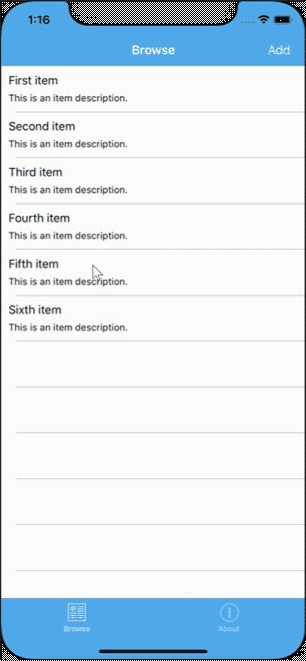 1:16
Browse
Add
First item
This is an item description.
Second item
This is an item description.
Third item
This is an item description.
Fourth item
This is an item description.
Fifth item
This is an item description.
Sixth item
This is an item description.
Browse
About